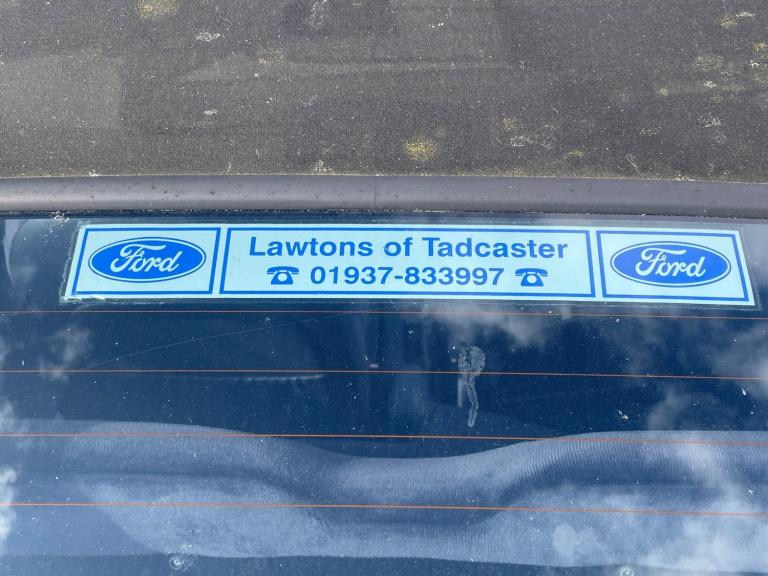 Ford
Lawtons of Tadcaster
☎ 01937-833997 ☎
Ford